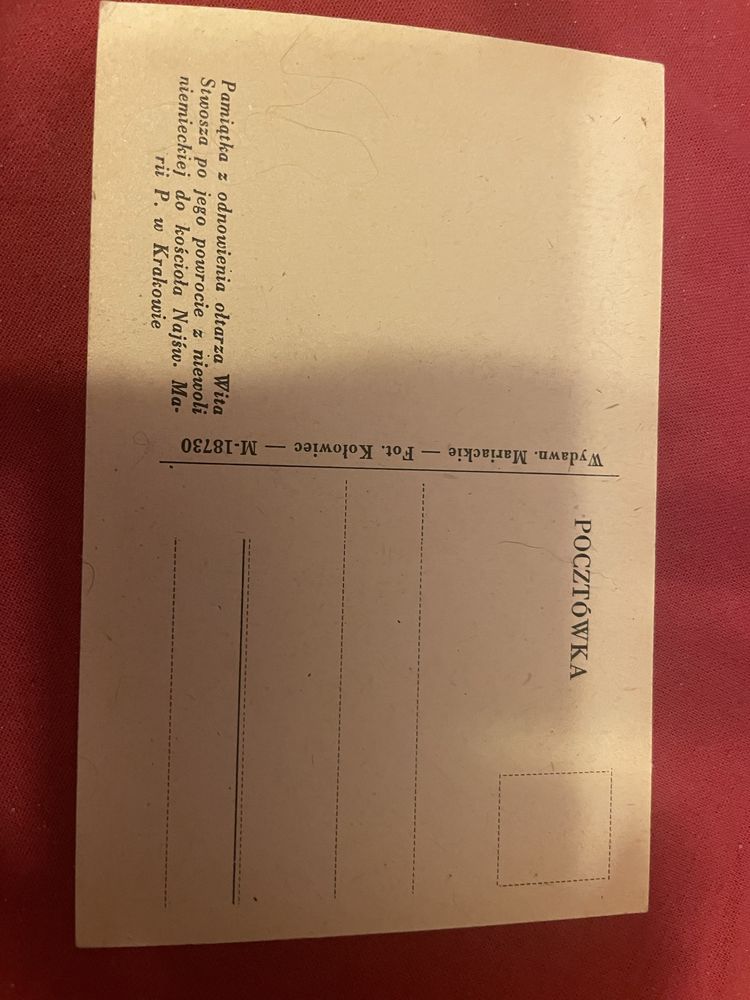 Pamiątka z odnowienia ołtarza Wita
Stwosza po jego powrocie z niewoli
niemieckiej do kościoła Najśw. Ma-
rii P. w Krakowie
Wydawn. Mariackie — Fot. Kołowiec — M-18730
POCZTÓWKA